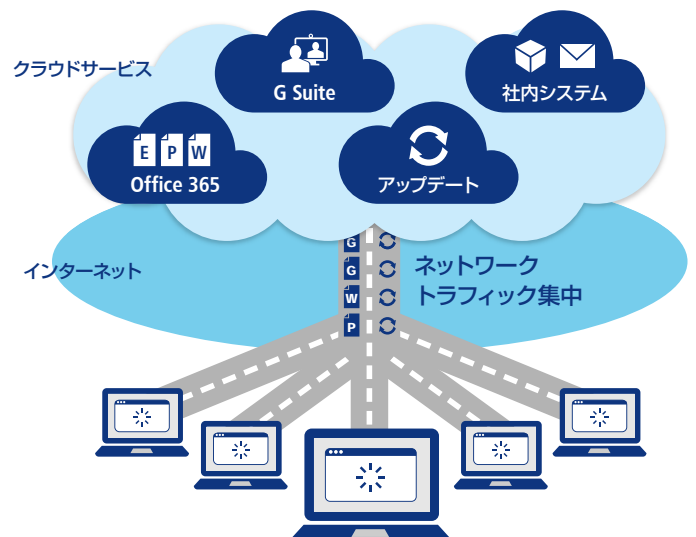 クラウドサービス
G Suite
社内システム
E P W
Office 365
アップデート
インターネット
ネットワーク
トラフィック集中
G
G
W
P